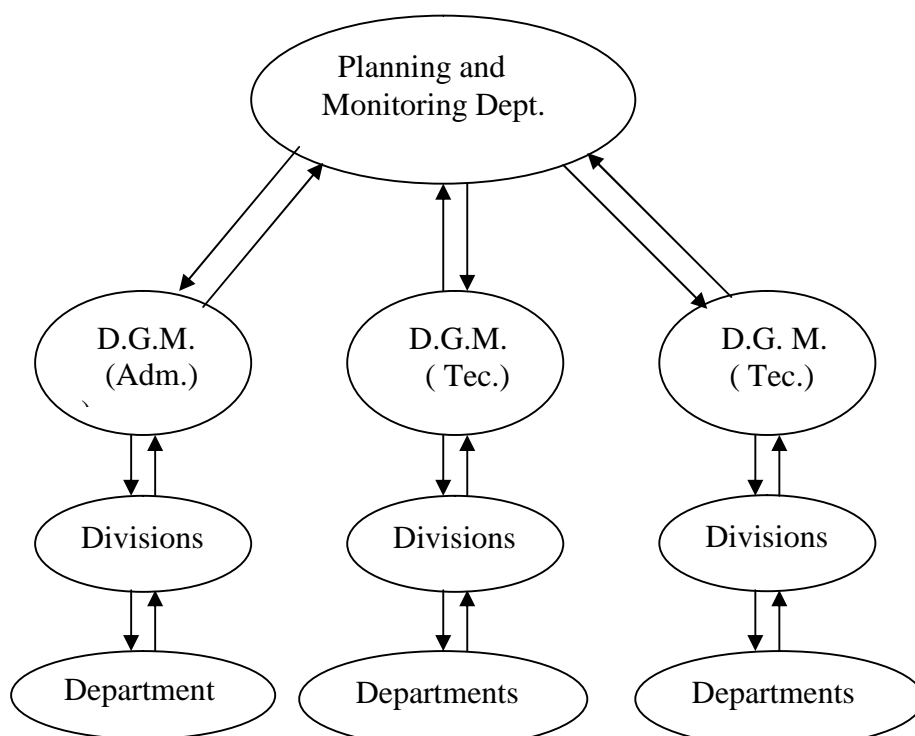 Planning and
Monitoring Dept.
D.G.M.
(Adm.)
D.G.M.
( Tec.)
D.G. M.
( Tec.)
Divisions
Divisions
Divisions
Department
Departments
Departments